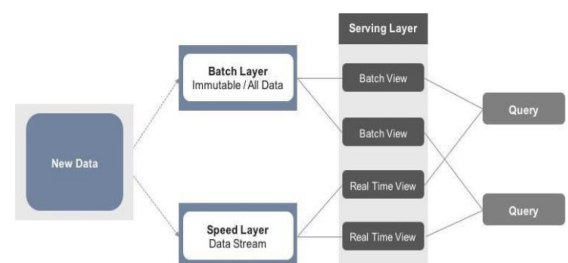 Serving Layer
Batch Layer
Immutable / All Data
Batch View
Query
Batch View
New Data
Real Time View
Query
Speed Layer
Data Stream
Real Time View